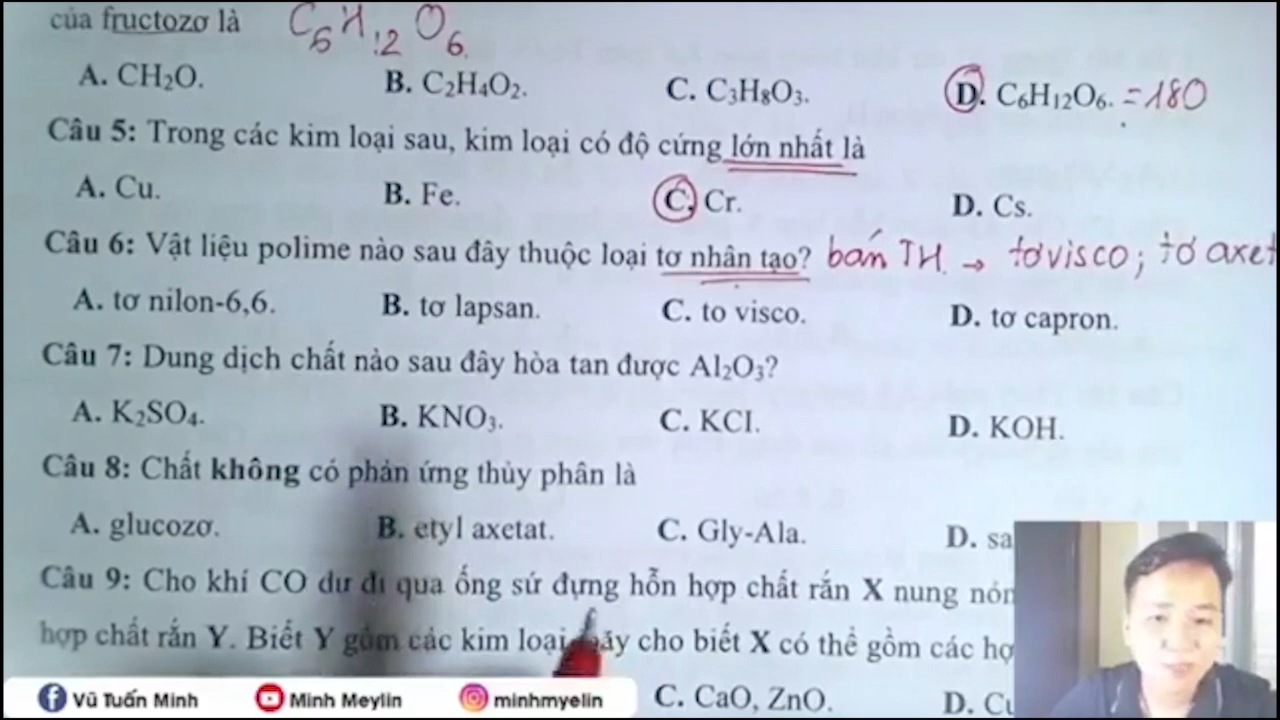 của fructozơ là C6H12O6
A. CH2O. B. C2H4O2. C. C3H8O3. D. C6H12O6. = 180
Câu 5: Trong các kim loại sau, kim loại có độ cứng lớn nhất là
A. Cu. B. Fe. C. Cr. D. Cs.
Câu 6: Vật liệu polime nào sau đây thuộc loại tơ nhân tạo? bán TH → tơ visco; tơ axet
A. tơ nilon-6,6. B. tơ lapsan. C. to visco. D. tơ capron.
Câu 7: Dung dịch chất nào sau đây hòa tan được Al2O3?
A. K2SO4. B. KNO3. C. KCl. D. KOH.
Câu 8: Chất không có phản ứng thủy phân là
A. glucozơ. B. etyl axetat. C. Gly-Ala. D. sa
Câu 9: Cho khí CO dư đi qua ống sứ đựng hỗn hợp chất rắn X nung nón
hợp chất rắn Y. Biết Y gồm các kim loại hãy cho biết X có thể gồm các hợ
C. CaO, ZnO. D. Cu
Vũ Tuấn Minh Minh Meylin minhmyelin